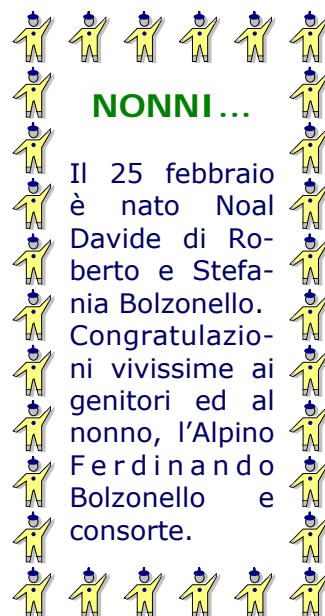 NONNI...
Il 25 febbraio
è nato Noal
Davide di Ro-
berto e Stefa-
nia Bolzonello.
Congratulazio-
ni vivissime ai
genitori ed al
nonno, l’Alpino
Ferdinando
Bolzonello e
consorte.